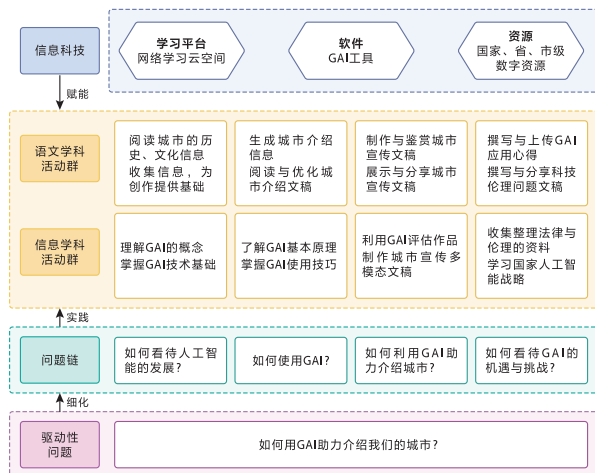 信息科技
学习平台
网络学习云空间
软件
GAI工具
资源
国家、省、市级
数字资源
赋能
语文学科
活动群
阅读城市的历
史、文化信息
收集信息，为
创作提供基础
生成城市介绍
信息
阅读与优化城
市介绍文稿
制作与鉴赏城市
宣传文稿
展示与分享城市
宣传文稿
撰写与上传GAI
应用心得
撰写与分享科技
伦理问题文稿
信息学科
活动群
理解GAI的概念
掌握GAI技术基础
了解GAI基本原理
掌握GAI使用技巧
利用GAI评估作品
制作城市宣传多
模态文稿
收集整理法律与
伦理的资料
学习国家人工智
能战略
实践
问题链
如何看待人工智
能的发展?
如何使用GAI?
如何利用GAI助
力介绍城市?
如何看待GAI的
机遇与挑战?
细化
驱动性
问题
如何用GAI助力介绍我们的城市?